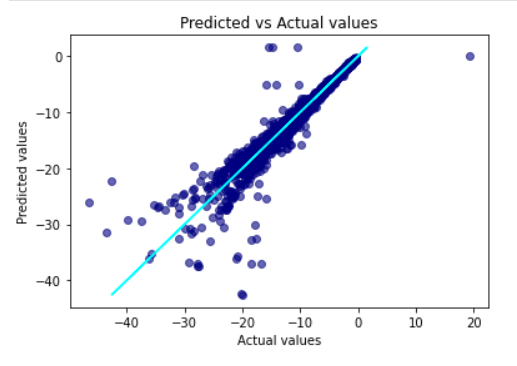 Predicted vs Actual values
0
−10
−20
−30
−40
Predicted values
−40 −30 −20 −10 0 10 20
Actual values